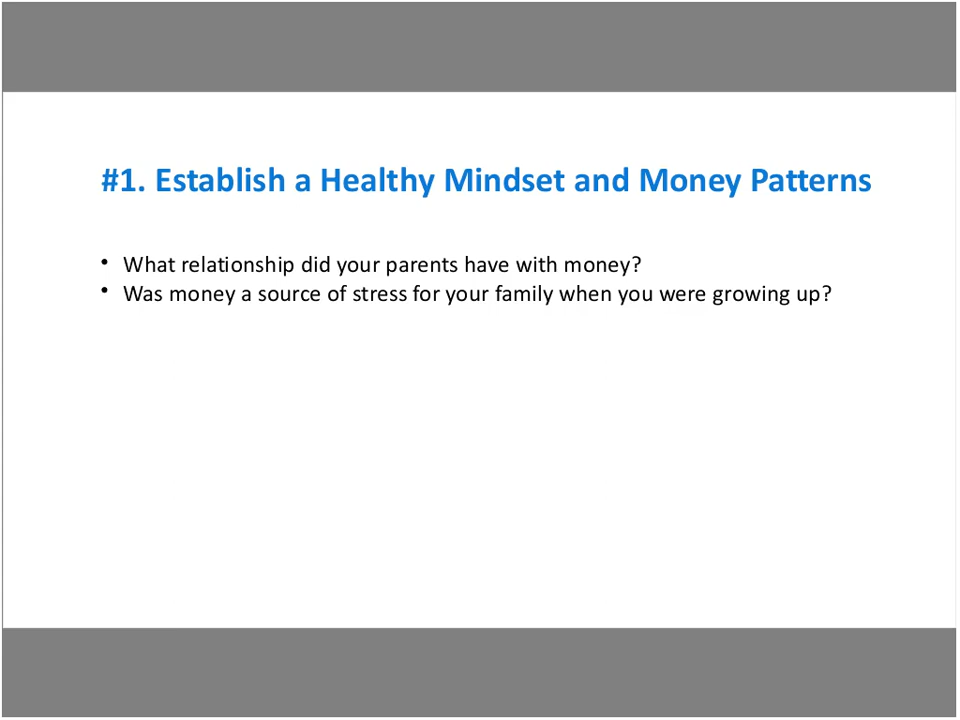 #1. Establish a Healthy Mindset and Money Patterns
• What relationship did your parents have with money?
• Was money a source of stress for your family when you were growing up?